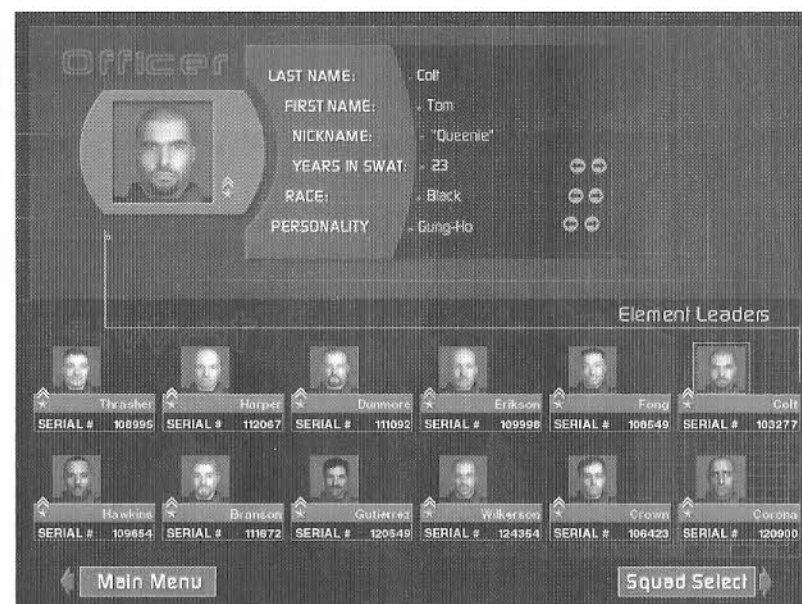 Officer
LAST NAME: Colt
FIRST NAME: Tom
NICKNAME: "Queenie"
YEARS IN SWAT: 23
RACE: Black
PERSONALITY Gung-Ho
Element Leaders
Thrasher Harper Dunmore Erikson Fong Colt
SERIAL # 108995 SERIAL # 112067 SERIAL # 111092 SERIAL # 109998 SERIAL # 108549 SERIAL # 103277
Hawkins Branson Gutierrez Wilkerson Crown Corona
SERIAL # 109654 SERIAL # 111672 SERIAL # 120549 SERIAL # 124354 SERIAL # 106423 SERIAL # 120900
Main Menu Squad Select